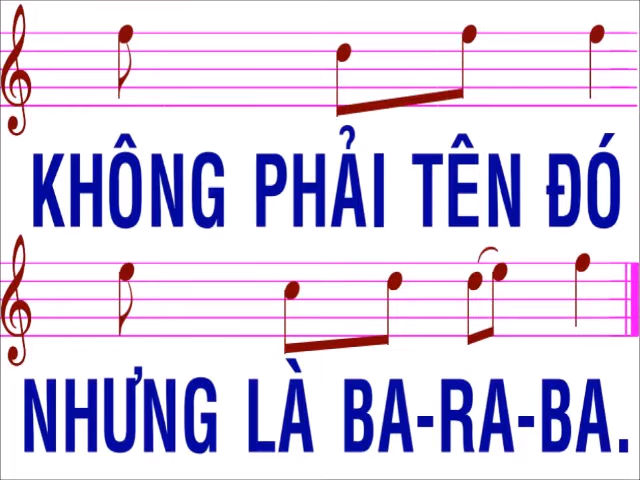 KHÔNG PHẢI TÊN ĐÓ
NHƯNG LÀ BA-RA-BA.